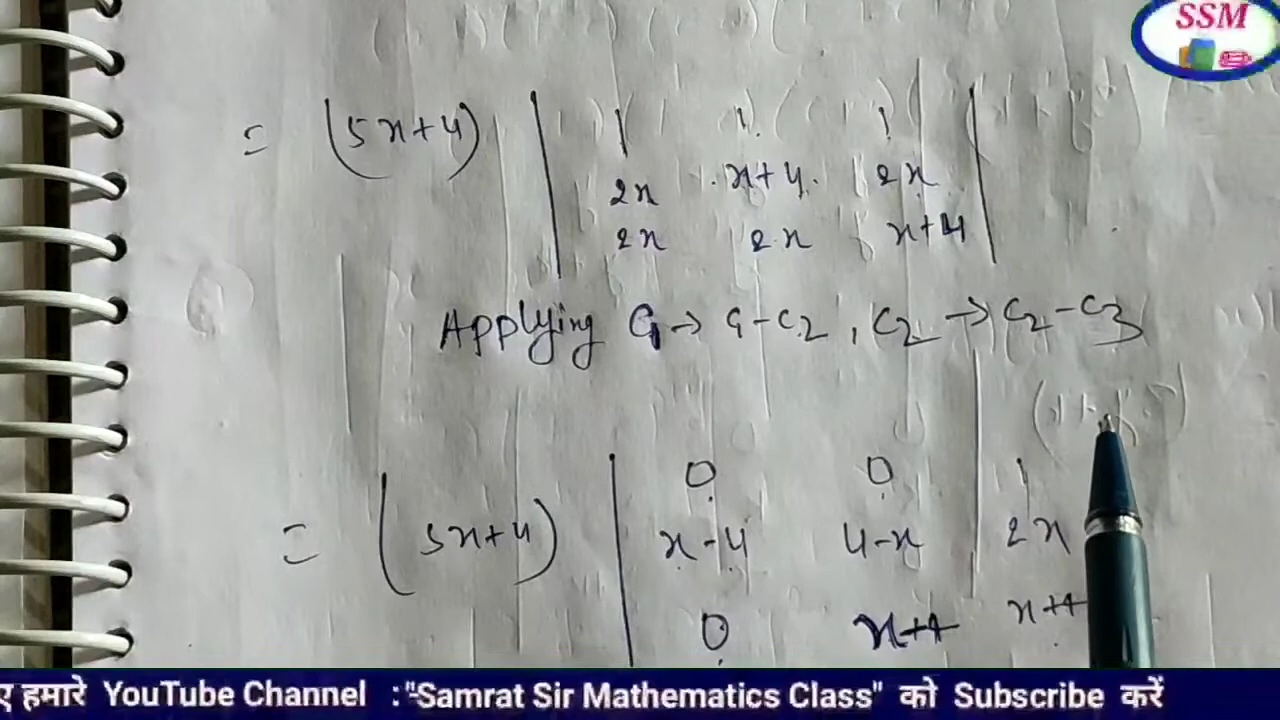 SSM
= (5x+4) | 1 1 1 |
2x x+4 2x
2x 2x x+4
Applying C1 → C1-C2, C2 → C2-C3
= (5x+4) | 0 0 1
x-4 4-x 2x
0 x+4 x+4
ए हमारे YouTube Channel :-"Samrat Sir Mathematics Class" को Subscribe करें